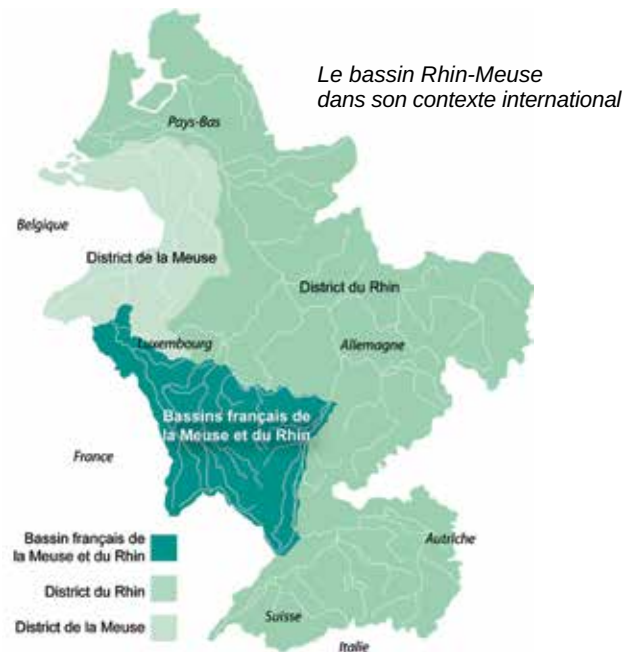 Le bassin Rhin-Meuse
dans son contexte international
Pays-Bas
Belgique
District de la Meuse
District du Rhin
Luxembourg
Allemagne
Bassins français de
la Meuse et du Rhin
France
Bassin français de
la Meuse et du Rhin
District du Rhin
District de la Meuse
Autriche
Suisse
Italie